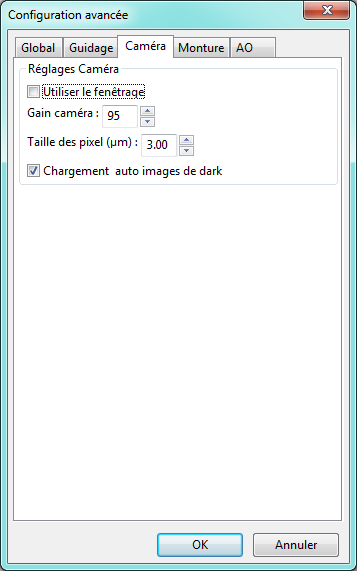 Configuration avancée
Global Guidage Caméra Monture AO
Réglages Caméra
Utiliser le fenêtrage
Gain caméra : 95
Taille des pixel (µm) : 3.00
Chargement auto images de dark
OK Annuler